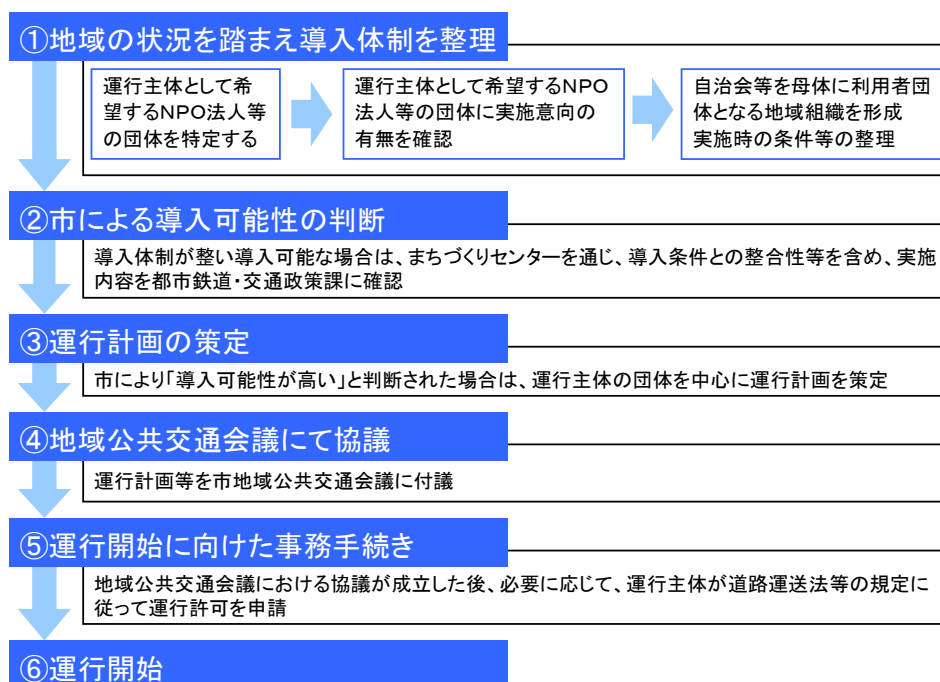 ①地域の状況を踏まえ導入体制を整理
運行主体として希
望するNPO法人等
の団体を特定する
運行主体として希望するNPO
法人等の団体に実施意向の
有無を確認
自治会等を母体に利用者団
体となる地域組織を形成
実施時の条件等の整理
②市による導入可能性の判断
導入体制が整い導入可能な場合は、まちづくりセンターを通じ、導入条件との整合性等を含め、実施
内容を都市鉄道・交通政策課に確認
③運行計画の策定
市により「導入可能性が高い」と判断された場合は、運行主体の団体を中心に運行計画を策定
④地域公共交通会議にて協議
運行計画等を市地域公共交通会議に付議
⑤運行開始に向けた事務手続き
地域公共交通会議における協議が成立した後、必要に応じて、運行主体が道路運送法等の規定に
従って運行許可を申請
⑥運行開始